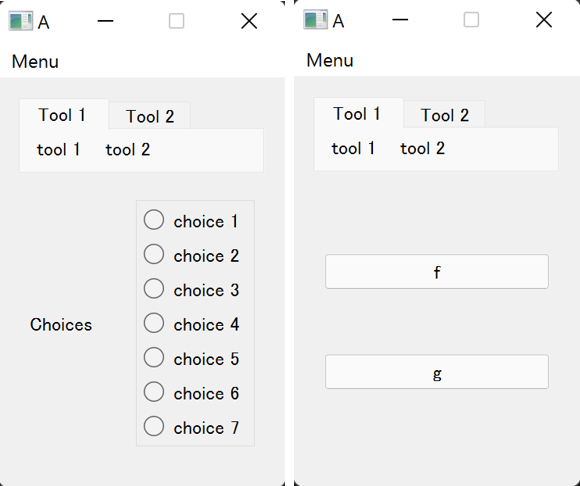 A
Menu
Tool 1 Tool 2
tool 1 tool 2
Choices
choice 1
choice 2
choice 3
choice 4
choice 5
choice 6
choice 7
A
Menu
Tool 1 Tool 2
tool 1 tool 2
f
g